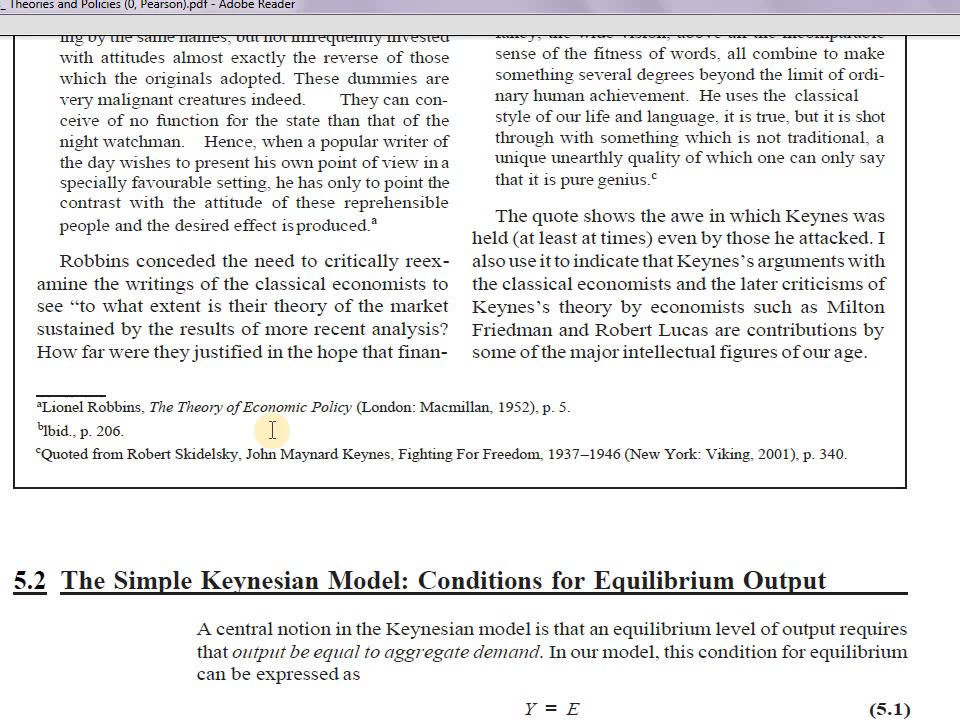 _ Theories and Policies (0, Pearson).pdf - Adobe Reader
ing by the same names, but not infrequently invested
with attitudes almost exactly the reverse of those
which the originals adopted. These dummies are
very malignant creatures indeed. They can con-
ceive of no function for the state than that of the
night watchman. Hence, when a popular writer of
the day wishes to present his own point of view in a
specially favourable setting, he has only to point the
contrast with the attitude of these reprehensible
people and the desired effect is produced.a
Robbins conceded the need to critically reex-
amine the writings of the classical economists to
see “to what extent is their theory of the market
sustained by the results of more recent analysis?
How far were they justified in the hope that finan-
the wide vision, above all the incomparable
sense of the fitness of words, all combine to make
something several degrees beyond the limit of ordi-
nary human achievement. He uses the classical
style of our life and language, it is true, but it is shot
through with something which is not traditional, a
unique unearthly quality of which one can only say
that it is pure genius.c
The quote shows the awe in which Keynes was
held (at least at times) even by those he attacked. I
also use it to indicate that Keynes’s arguments with
the classical economists and the later criticisms of
Keynes’s theory by economists such as Milton
Friedman and Robert Lucas are contributions by
some of the major intellectual figures of our age.
aLionel Robbins, The Theory of Economic Policy (London: Macmillan, 1952), p. 5.
bIbid., p. 206.
cQuoted from Robert Skidelsky, John Maynard Keynes, Fighting For Freedom, 1937–1946 (New York: Viking, 2001), p. 340.
5.2 The Simple Keynesian Model: Conditions for Equilibrium Output
A central notion in the Keynesian model is that an equilibrium level of output requires
that output be equal to aggregate demand. In our model, this condition for equilibrium
can be expressed as
Y = E (5.1)